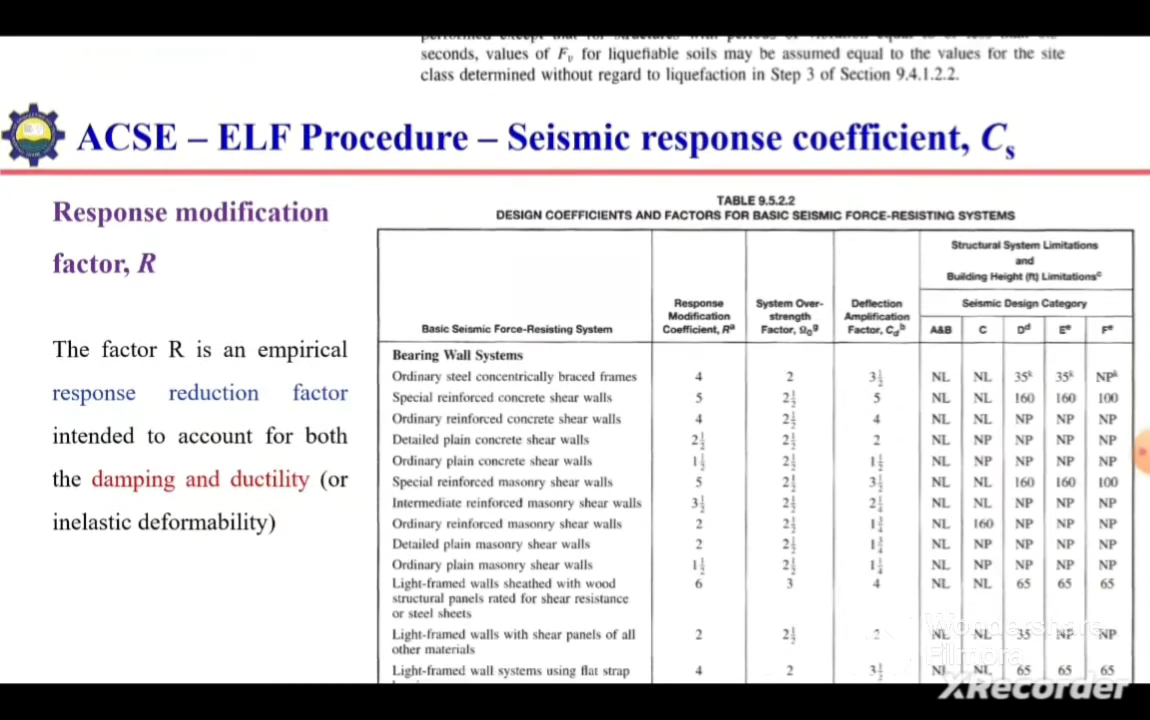 seconds, values of Fv for liquefiable soils may be assumed equal to the values for the site
class determined without regard to liquefaction in Step 3 of Section 9.4.1.2.2.
ACSE – ELF Procedure – Seismic response coefficient, Cs
Response modification
factor, R
The factor R is an empirical
response reduction factor
intended to account for both
the damping and ductility (or
inelastic deformability)
TABLE 9.5.2.2
DESIGN COEFFICIENTS AND FACTORS FOR BASIC SEISMIC FORCE-RESISTING SYSTEMS
Structural System Limitations
and
Building Height (ft) Limitationsᶜ
Response System Over- Deflection Seismic Design Category
Modification strength Amplification
Basic Seismic Force-Resisting System Coefficient, Rᵃ Factor, Ω₀ᵍ Factor, Cdᵇ A&B C Dᵈ Eᵉ Fᵉ
Bearing Wall Systems
Ordinary steel concentrically braced frames 4 2 3½ NL NL 35ᵏ 35ᵏ NPᵏ
Special reinforced concrete shear walls 5 2½ 5 NL NL 160 160 100
Ordinary reinforced concrete shear walls 4 2½ 4 NL NL NP NP NP
Detailed plain concrete shear walls 2½ 2½ 2 NL NP NP NP NP
Ordinary plain concrete shear walls 1½ 2½ 1½ NL NP NP NP NP
Special reinforced masonry shear walls 5 2½ 3½ NL NL 160 160 100
Intermediate reinforced masonry shear walls 3½ 2½ 2¼ NL NL NP NP NP
Ordinary reinforced masonry shear walls 2 2½ 1¾ NL 160 NP NP NP
Detailed plain masonry shear walls 2 2½ 1¾ NL NP NP NP NP
Ordinary plain masonry shear walls 1½ 2½ 1¼ NL NP NP NP NP
Light-framed walls sheathed with wood 6 3 4 NL NL 65 65 65
structural panels rated for shear resistance
or steel sheets
Light-framed walls with shear panels of all 2 2½ 2 NL NL 35 NP NP
other materials
Light-framed wall systems using flat strap 4 2 3½ NL NL 65 65 65
Wondershare
Filmora
XRecorder